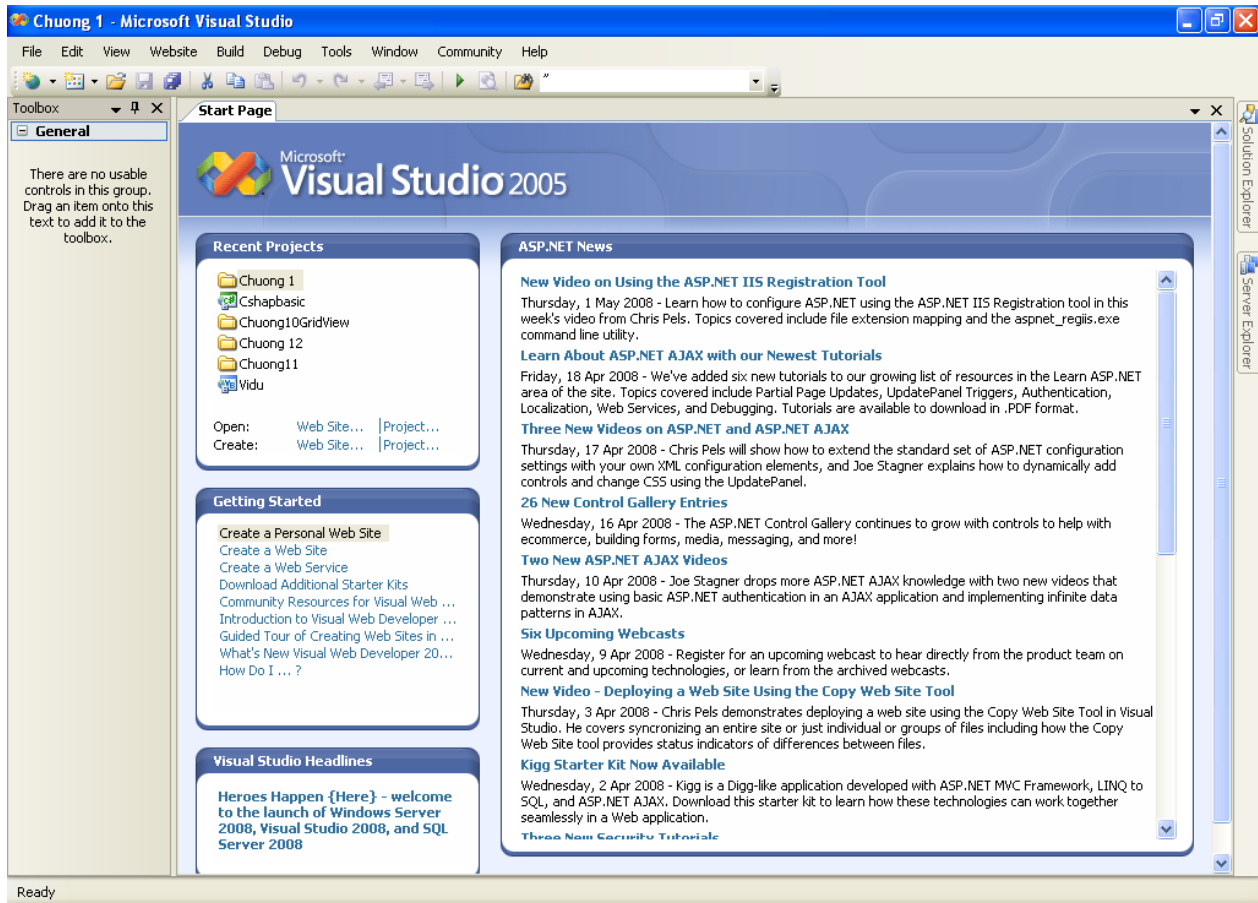 Chuong 1 - Microsoft Visual Studio
File Edit View Website Build Debug Tools Window Community Help
"
Toolbox
General
There are no usable
controls in this group.
Drag an item onto this
text to add it to the
toolbox.
Start Page
Microsoft
Visual Studio 2005
Recent Projects
Chuong 1
Cshapbasic
Chuong10GridView
Chuong 12
Chuong11
Vidu
Open: Web Site... |Project...
Create: Web Site... |Project...
Getting Started
Create a Personal Web Site
Create a Web Site
Create a Web Service
Download Additional Starter Kits
Community Resources for Visual Web ...
Introduction to Visual Web Developer ...
Guided Tour of Creating Web Sites in ...
What's New Visual Web Developer 20...
How Do I ... ?
Visual Studio Headlines
Heroes Happen {Here} - welcome
to the launch of Windows Server
2008, Visual Studio 2008, and SQL
Server 2008
ASP.NET News
New Video on Using the ASP.NET IIS Registration Tool
Thursday, 1 May 2008 - Learn how to configure ASP.NET using the ASP.NET IIS Registration tool in this
week's video from Chris Pels. Topics covered include file extension mapping and the aspnet_regiis.exe
command line utility.
Learn About ASP.NET AJAX with our Newest Tutorials
Friday, 18 Apr 2008 - We've added six new tutorials to our growing list of resources in the Learn ASP.NET
area of the site. Topics covered include Partial Page Updates, UpdatePanel Triggers, Authentication,
Localization, Web Services, and Debugging. Tutorials are available to download in .PDF format.
Three New Videos on ASP.NET and ASP.NET AJAX
Thursday, 17 Apr 2008 - Chris Pels will show how to extend the standard set of ASP.NET configuration
settings with your own XML configuration elements, and Joe Stagner explains how to dynamically add
controls and change CSS using the UpdatePanel.
26 New Control Gallery Entries
Wednesday, 16 Apr 2008 - The ASP.NET Control Gallery continues to grow with controls to help with
ecommerce, building forms, media, messaging, and more!
Two New ASP.NET AJAX Videos
Thursday, 10 Apr 2008 - Joe Stagner drops more ASP.NET AJAX knowledge with two new videos that
demonstrate using basic ASP.NET authentication in an AJAX application and implementing infinite data
patterns in AJAX.
Six Upcoming Webcasts
Wednesday, 9 Apr 2008 - Register for an upcoming webcast to hear directly from the product team on
current and upcoming technologies, or learn from the archived webcasts.
New Video - Deploying a Web Site Using the Copy Web Site Tool
Thursday, 3 Apr 2008 - Chris Pels demonstrates deploying a web site using the Copy Web Site Tool in Visual
Studio. He covers syncronizing an entire site or just individual or groups of files including how the Copy
Web Site tool provides status indicators of differences between files.
Kigg Starter Kit Now Available
Wednesday, 2 Apr 2008 - Kigg is a Digg-like application developed with ASP.NET MVC Framework, LINQ to
SQL, and ASP.NET AJAX. Download this starter kit to learn how these technologies can work together
seamlessly in a Web application.
Three New Security Tutorials
Solution Explorer
Server Explorer
Ready